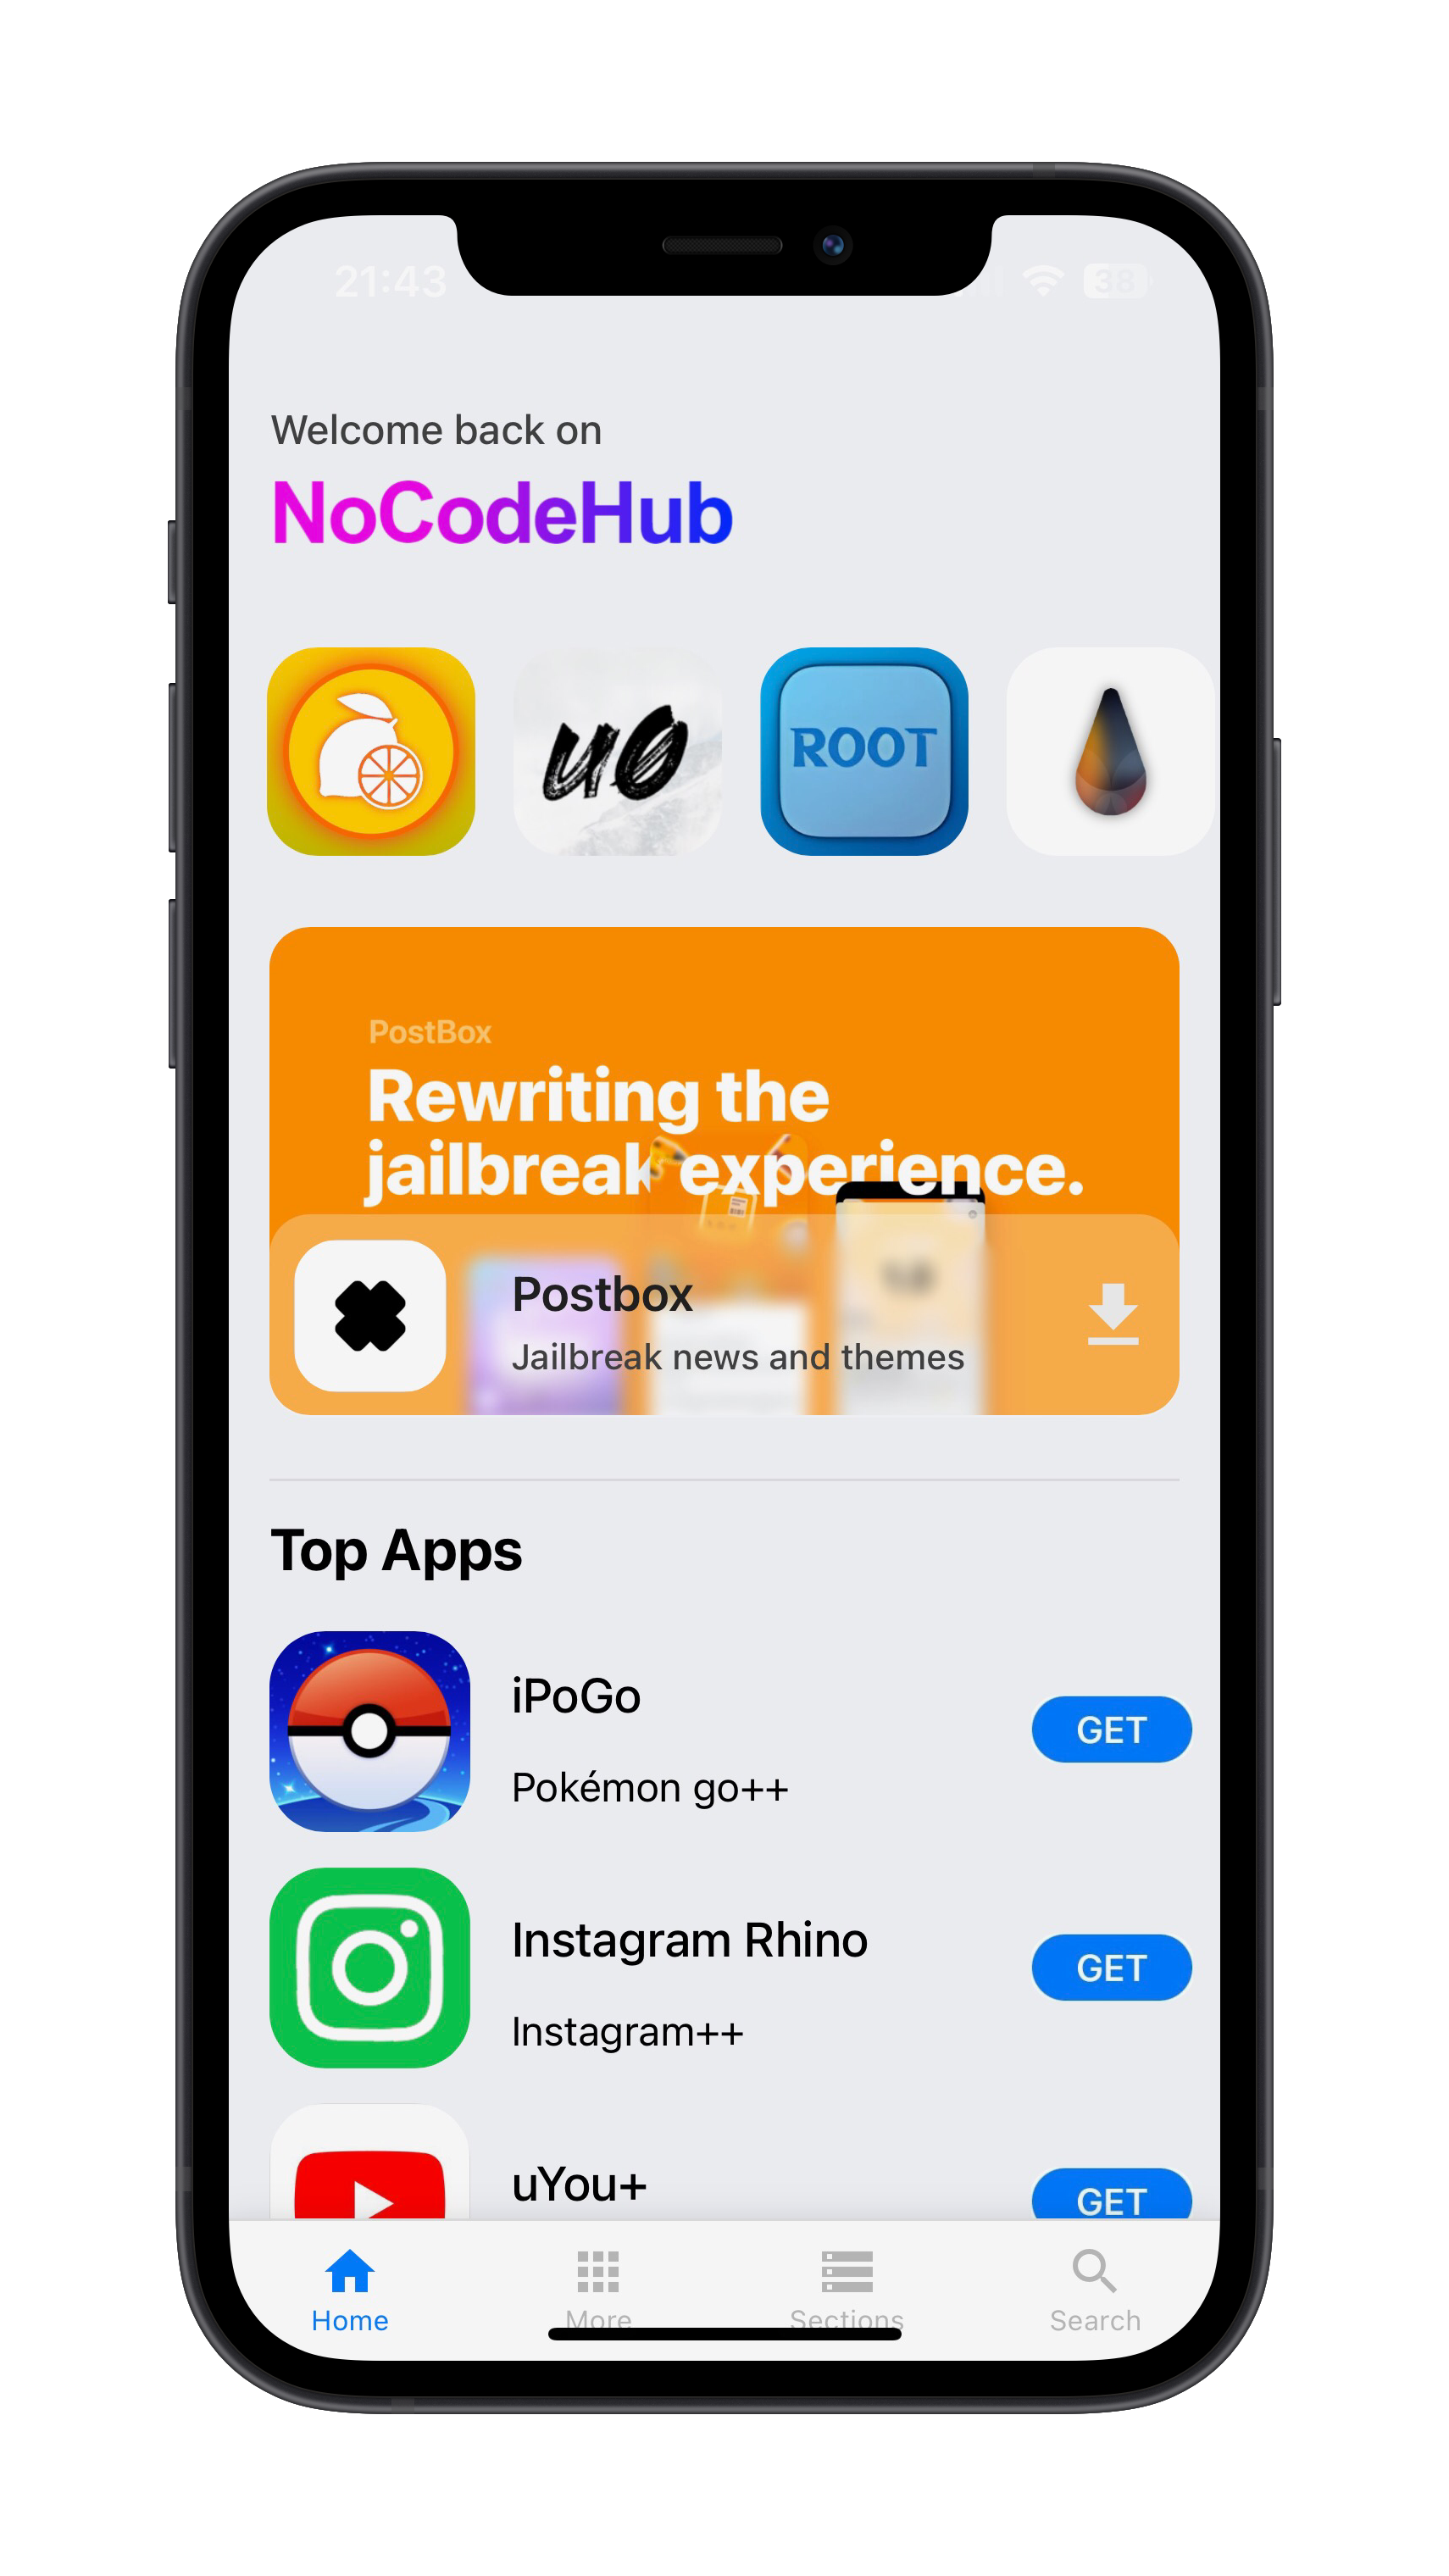 21:43
38
Welcome back on
NoCodeHub
uo
ROOT
PostBox
Rewriting the
jailbreak experience.
Postbox
Jailbreak news and themes
Top Apps
iPoGo
GET
Pokémon go++
Instagram Rhino
GET
Instagram++
uYou+
GET
Home
More
Sections
Search